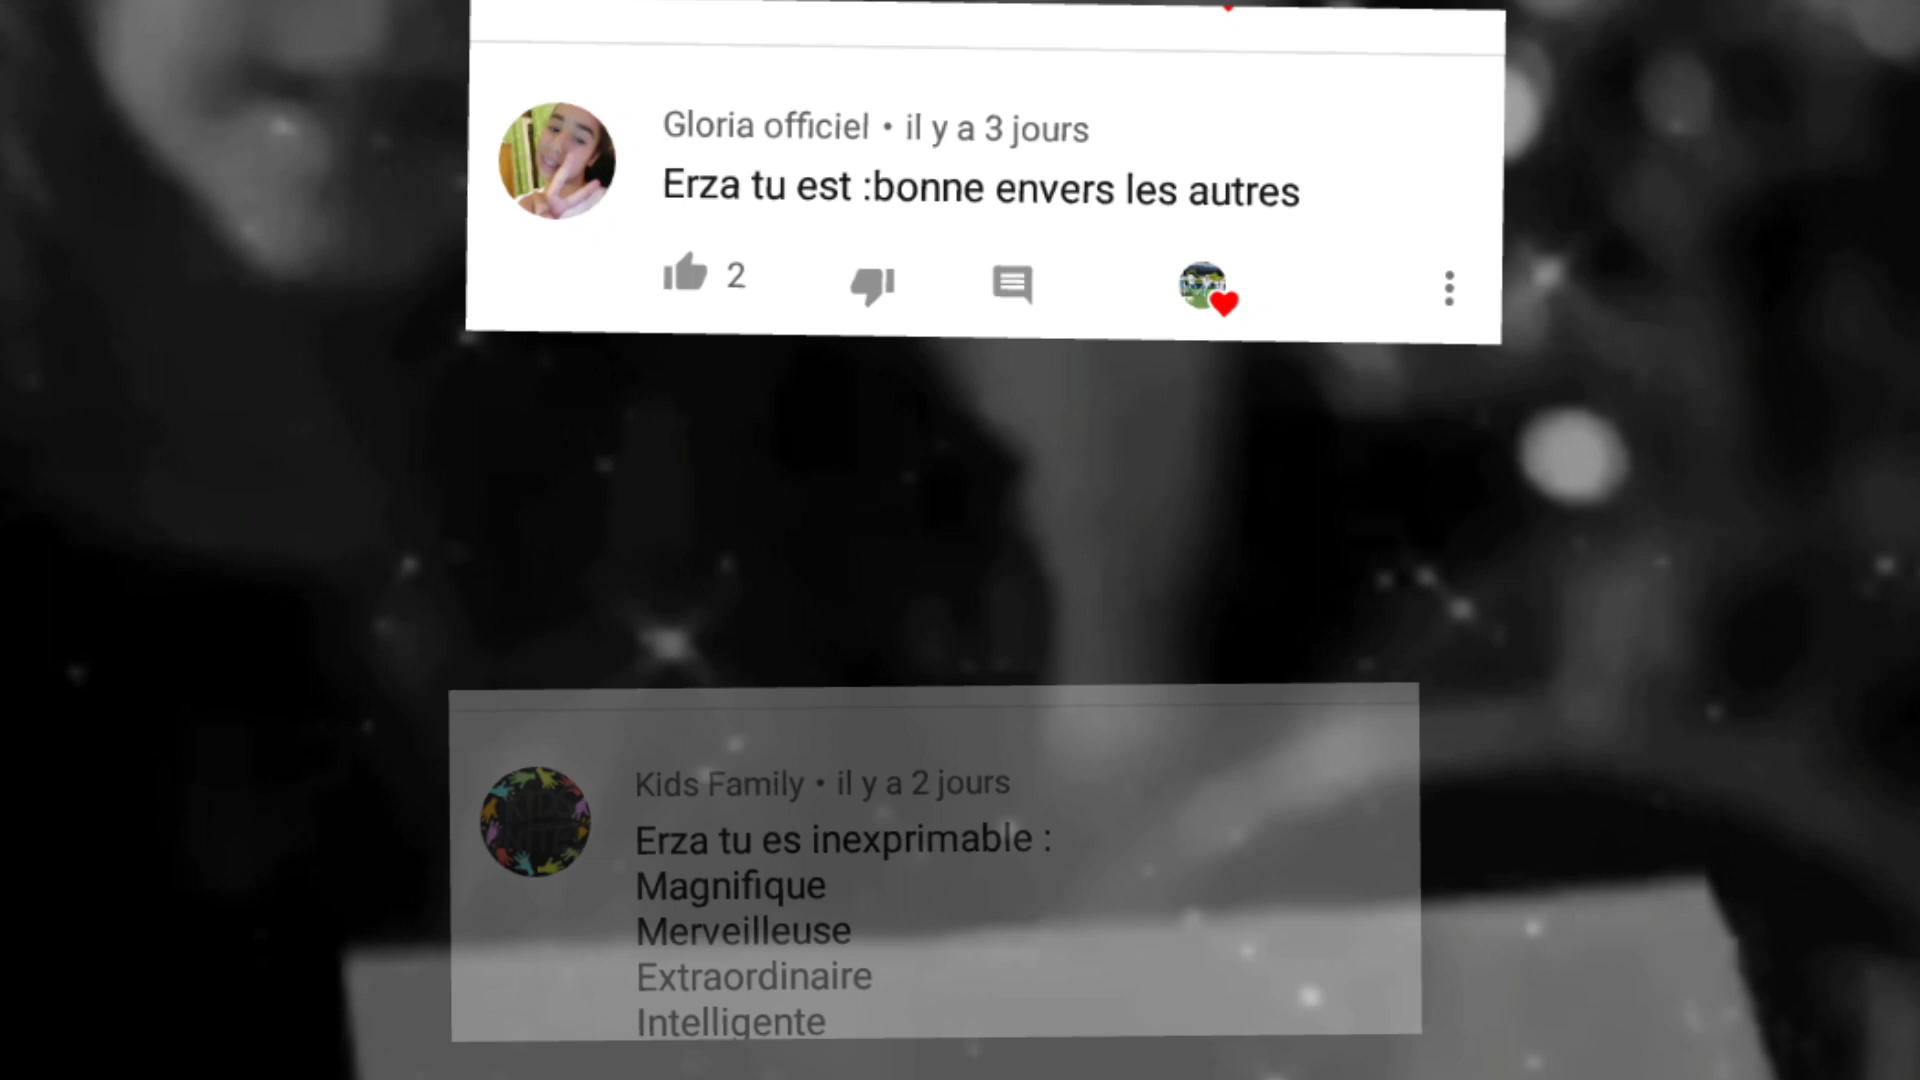 Gloria officiel • il y a 3 jours
Erza tu est :bonne envers les autres
2
Kids Family • il y a 2 jours
Erza tu es inexprimable :
Magnifique
Merveilleuse
Extraordinaire
Intelligente